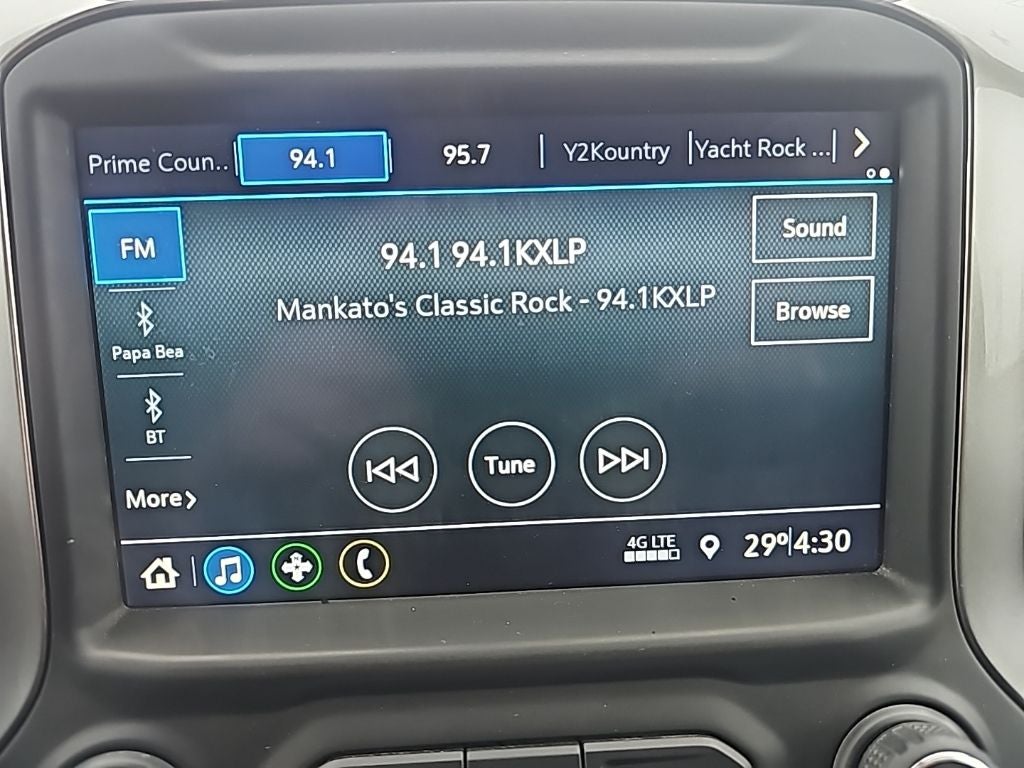 Prime Coun..
94.1
95.7
Y2Kountry
Yacht Rock ...
FM
94.1 94.1KXLP
Sound
Mankato's Classic Rock - 94.1KXLP
Browse
Papa Bea
BT
Tune
More
4G LTE
29° 4:30